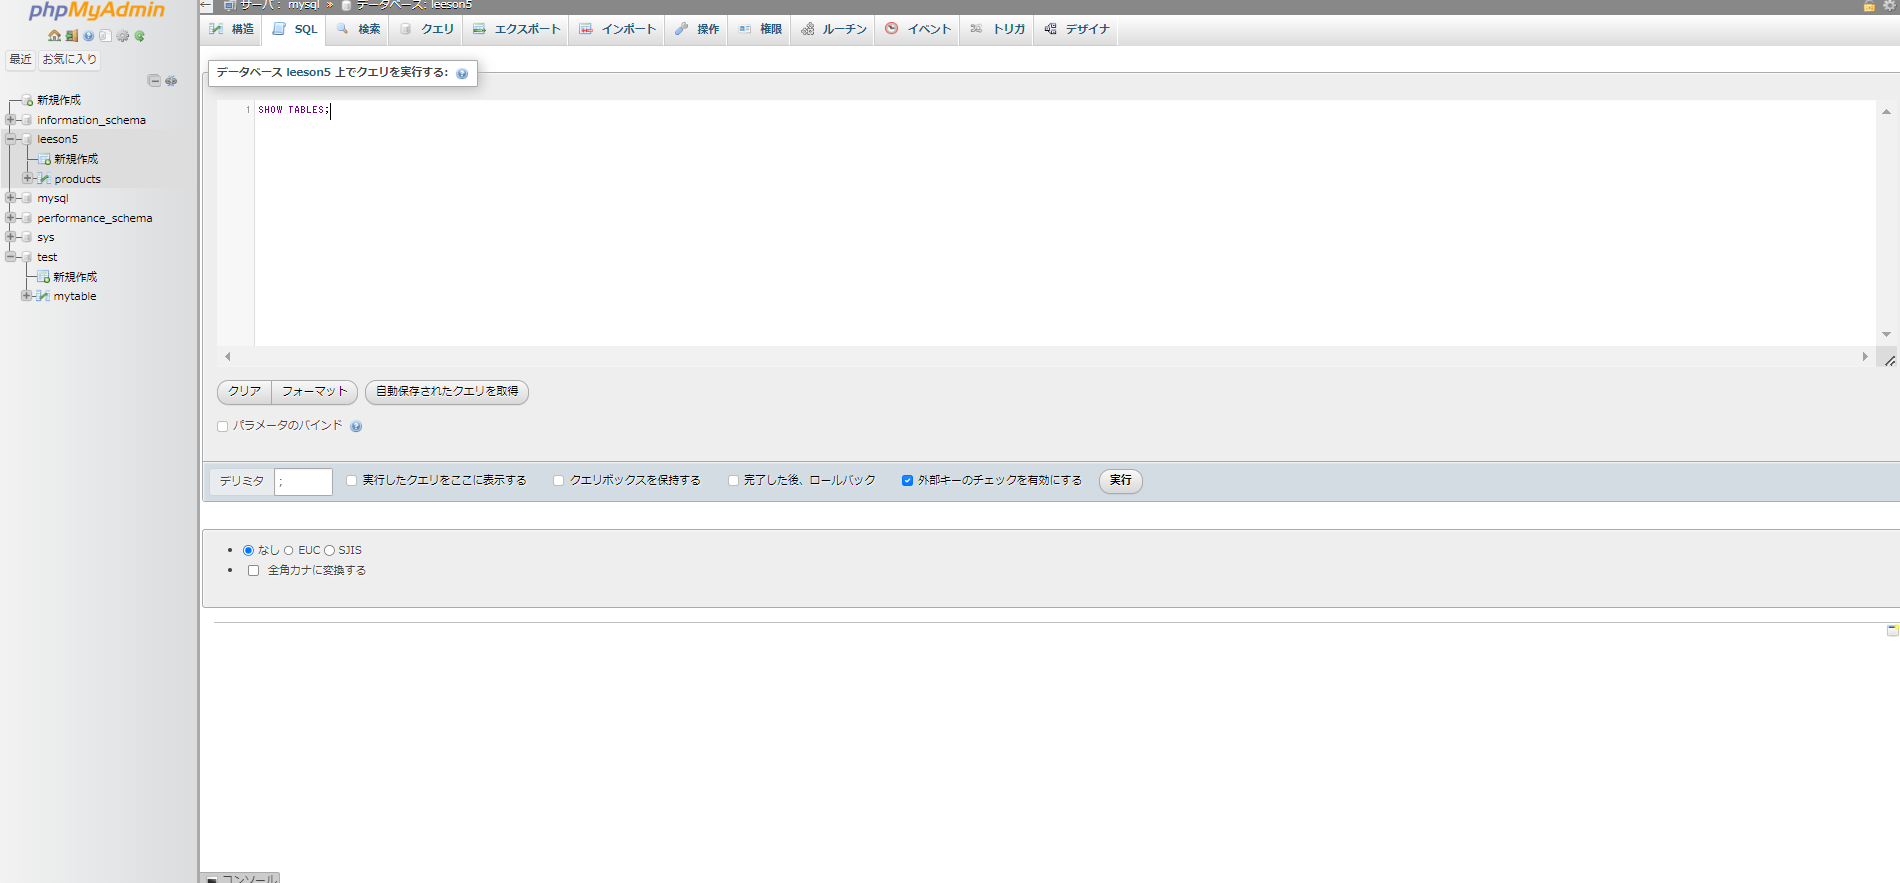 phpMyAdmin
最近 お気に入り
新規作成
information_schema
leeson5
新規作成
products
mysql
performance_schema
sys
test
新規作成
mytable
サーバ: mysql » データベース: leeson5
構造 SQL 検索 クエリ エクスポート インポート 操作 権限 ルーチン イベント トリガ デザイナ
データベース leeson5 上でクエリを実行する:
1 SHOW TABLES;
クリア フォーマット 自動保存されたクエリを取得
パラメータのバインド
デリミタ ; 実行したクエリをここに表示する クエリボックスを保持する 完了した後、ロールバック 外部キーのチェックを有効にする 実行
なし EUC SJIS
全角カナに変換する
コンソール